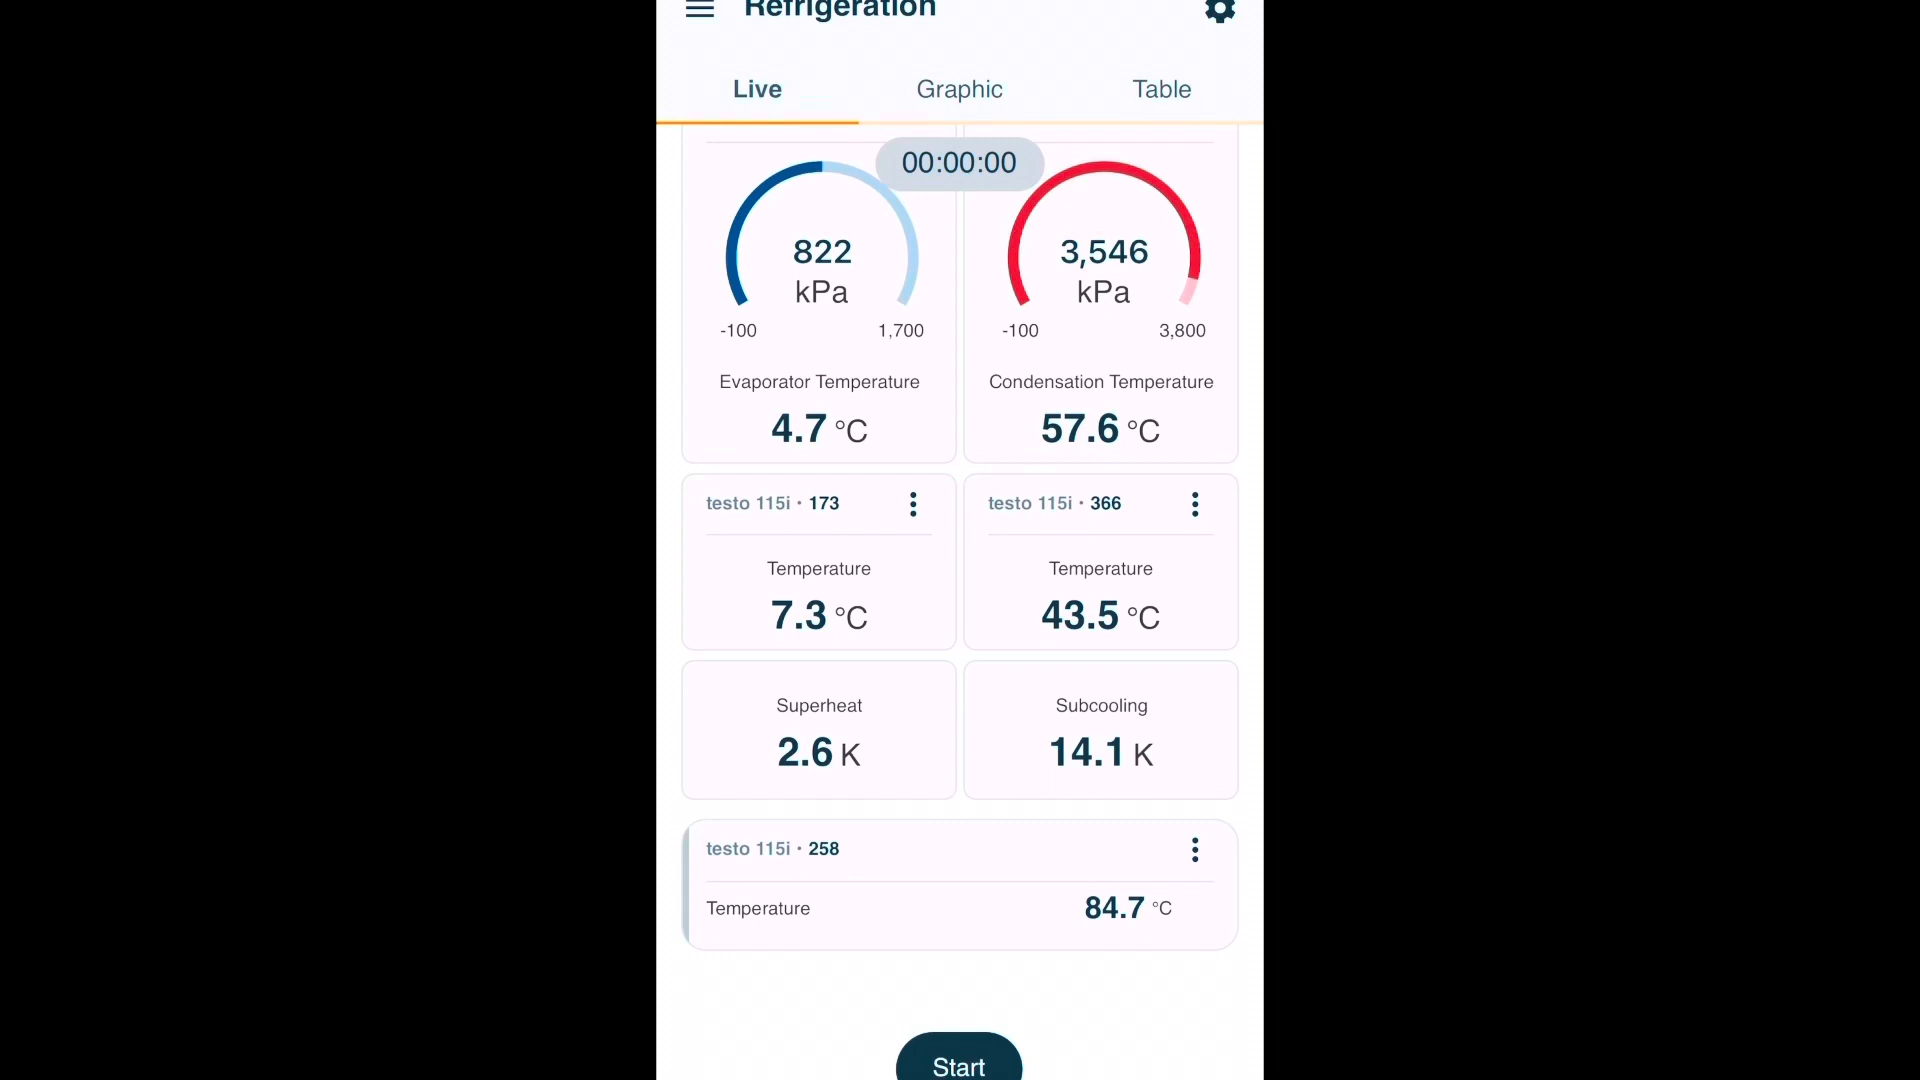 Refrigeration
Live Graphic Table
00:00:00
822 3,546
kPa kPa
-100 1,700 -100 3,800
Evaporator Temperature Condensation Temperature
4.7 °C 57.6 °C
testo 115i • 173 testo 115i • 366
Temperature Temperature
7.3 °C 43.5 °C
Superheat Subcooling
2.6 K 14.1 K
testo 115i • 258
Temperature 84.7 °C
Start